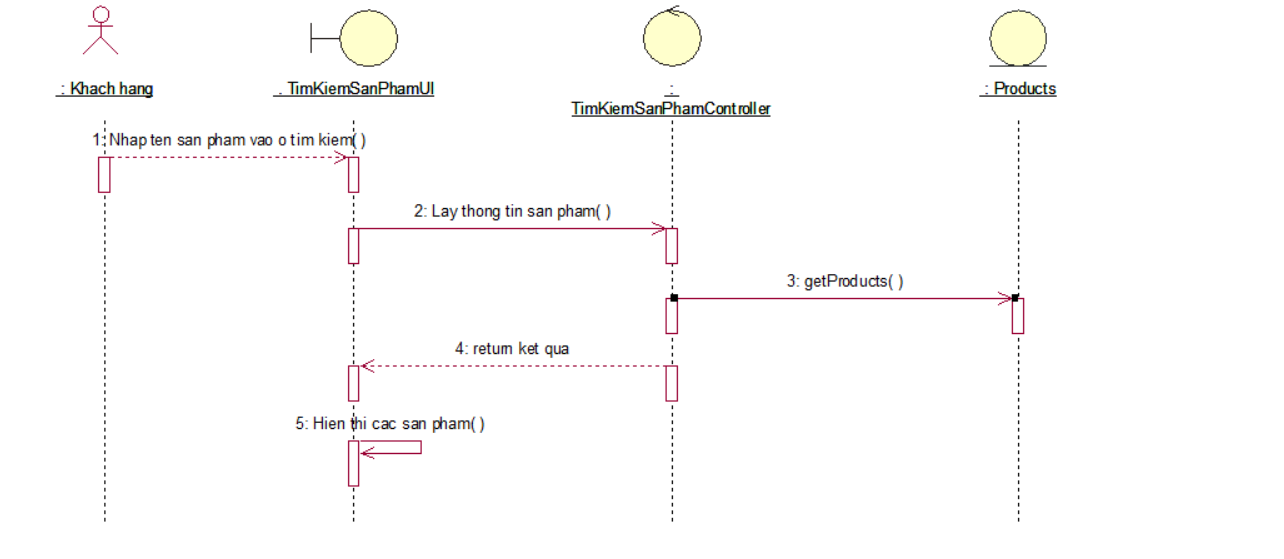 : Khach hang
: TimKiemSanPhamUI
:
TimKiemSanPhamController
: Products
1: Nhap ten san pham vao o tim kiem( )
2: Lay thong tin san pham( )
3: getProducts( )
4: return ket qua
5: Hien thi cac san pham( )